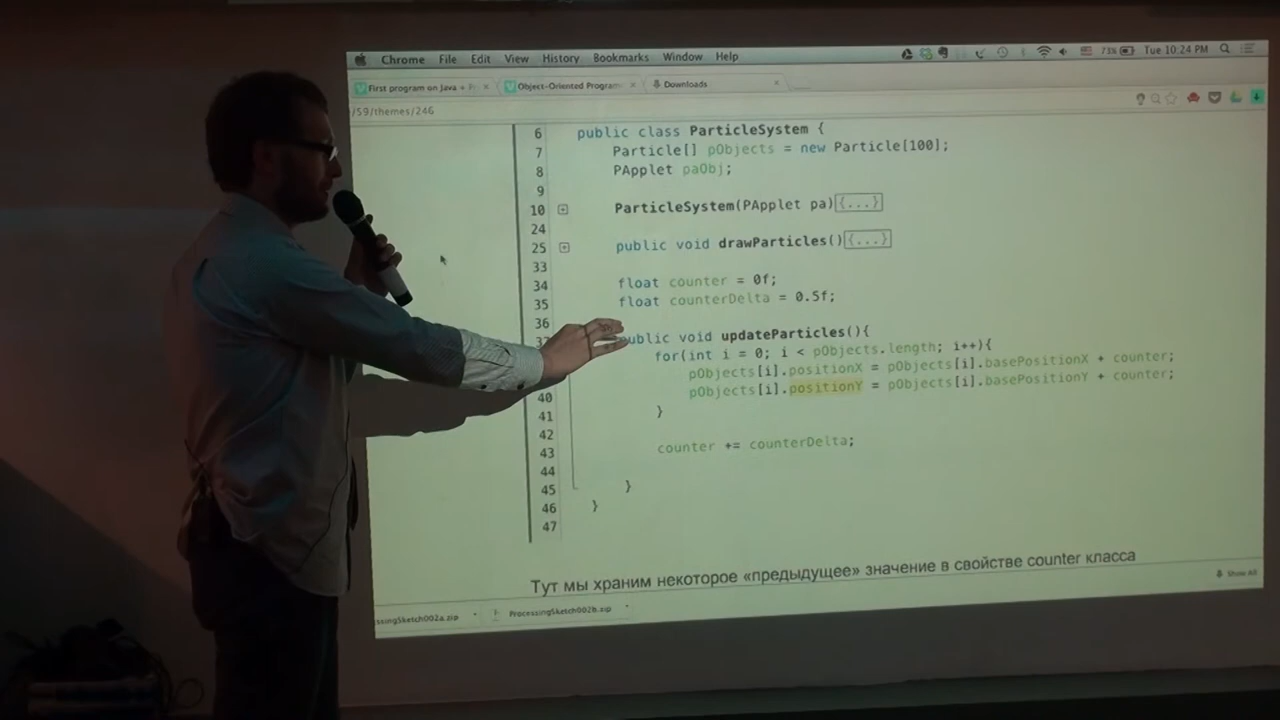 Chrome File Edit View History Bookmarks Window Help 73% Tue 10:24 PM
First program on Java Object-Oriented Program Downloads
/59/themes/246
6 public class ParticleSystem {
7 Particle[] pObjects = new Particle[100];
8 PApplet paObj;
9
10 ParticleSystem(PApplet pa){...}
24
25 public void drawParticles(){...}
33
34 float counter = 0f;
35 float counterDelta = 0.5f;
36
public void updateParticles(){
for(int i = 0; i < pObjects.length; i++){
pObjects[i].positionX = pObjects[i].basePositionX + counter;
pObjects[i].positionY = pObjects[i].basePositionY + counter;
40
41 }
42
43 counter += counterDelta;
44
45 }
46 }
47
Тут мы храним некоторое «предыдущее» значение в свойстве counter класса
ssingSketch002a.zip ProcessingSketch002b.zip Show All